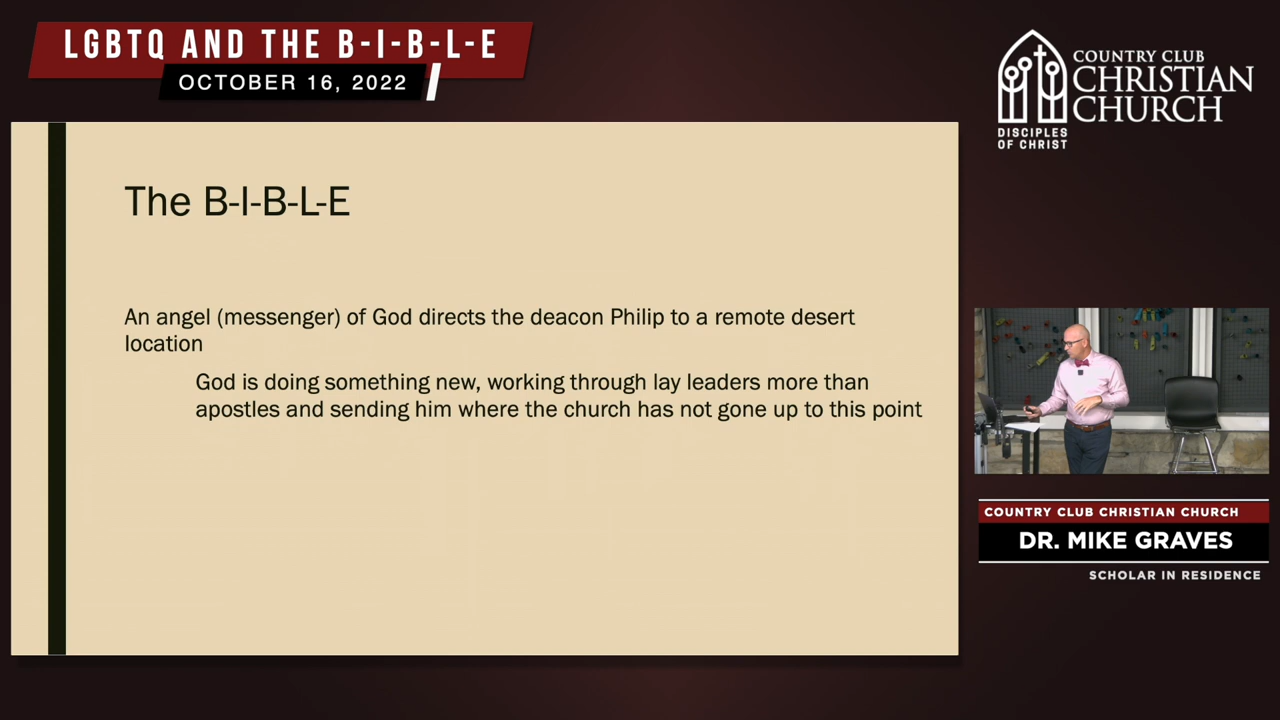 LGBTQ AND THE B-I-B-L-E
OCTOBER 16, 2022
COUNTRY CLUB
CHRISTIAN
CHURCH
DISCIPLES
OF CHRIST
The B-I-B-L-E
An angel (messenger) of God directs the deacon Philip to a remote desert
location
God is doing something new, working through lay leaders more than
apostles and sending him where the church has not gone up to this point
COUNTRY CLUB CHRISTIAN CHURCH
DR. MIKE GRAVES
SCHOLAR IN RESIDENCE